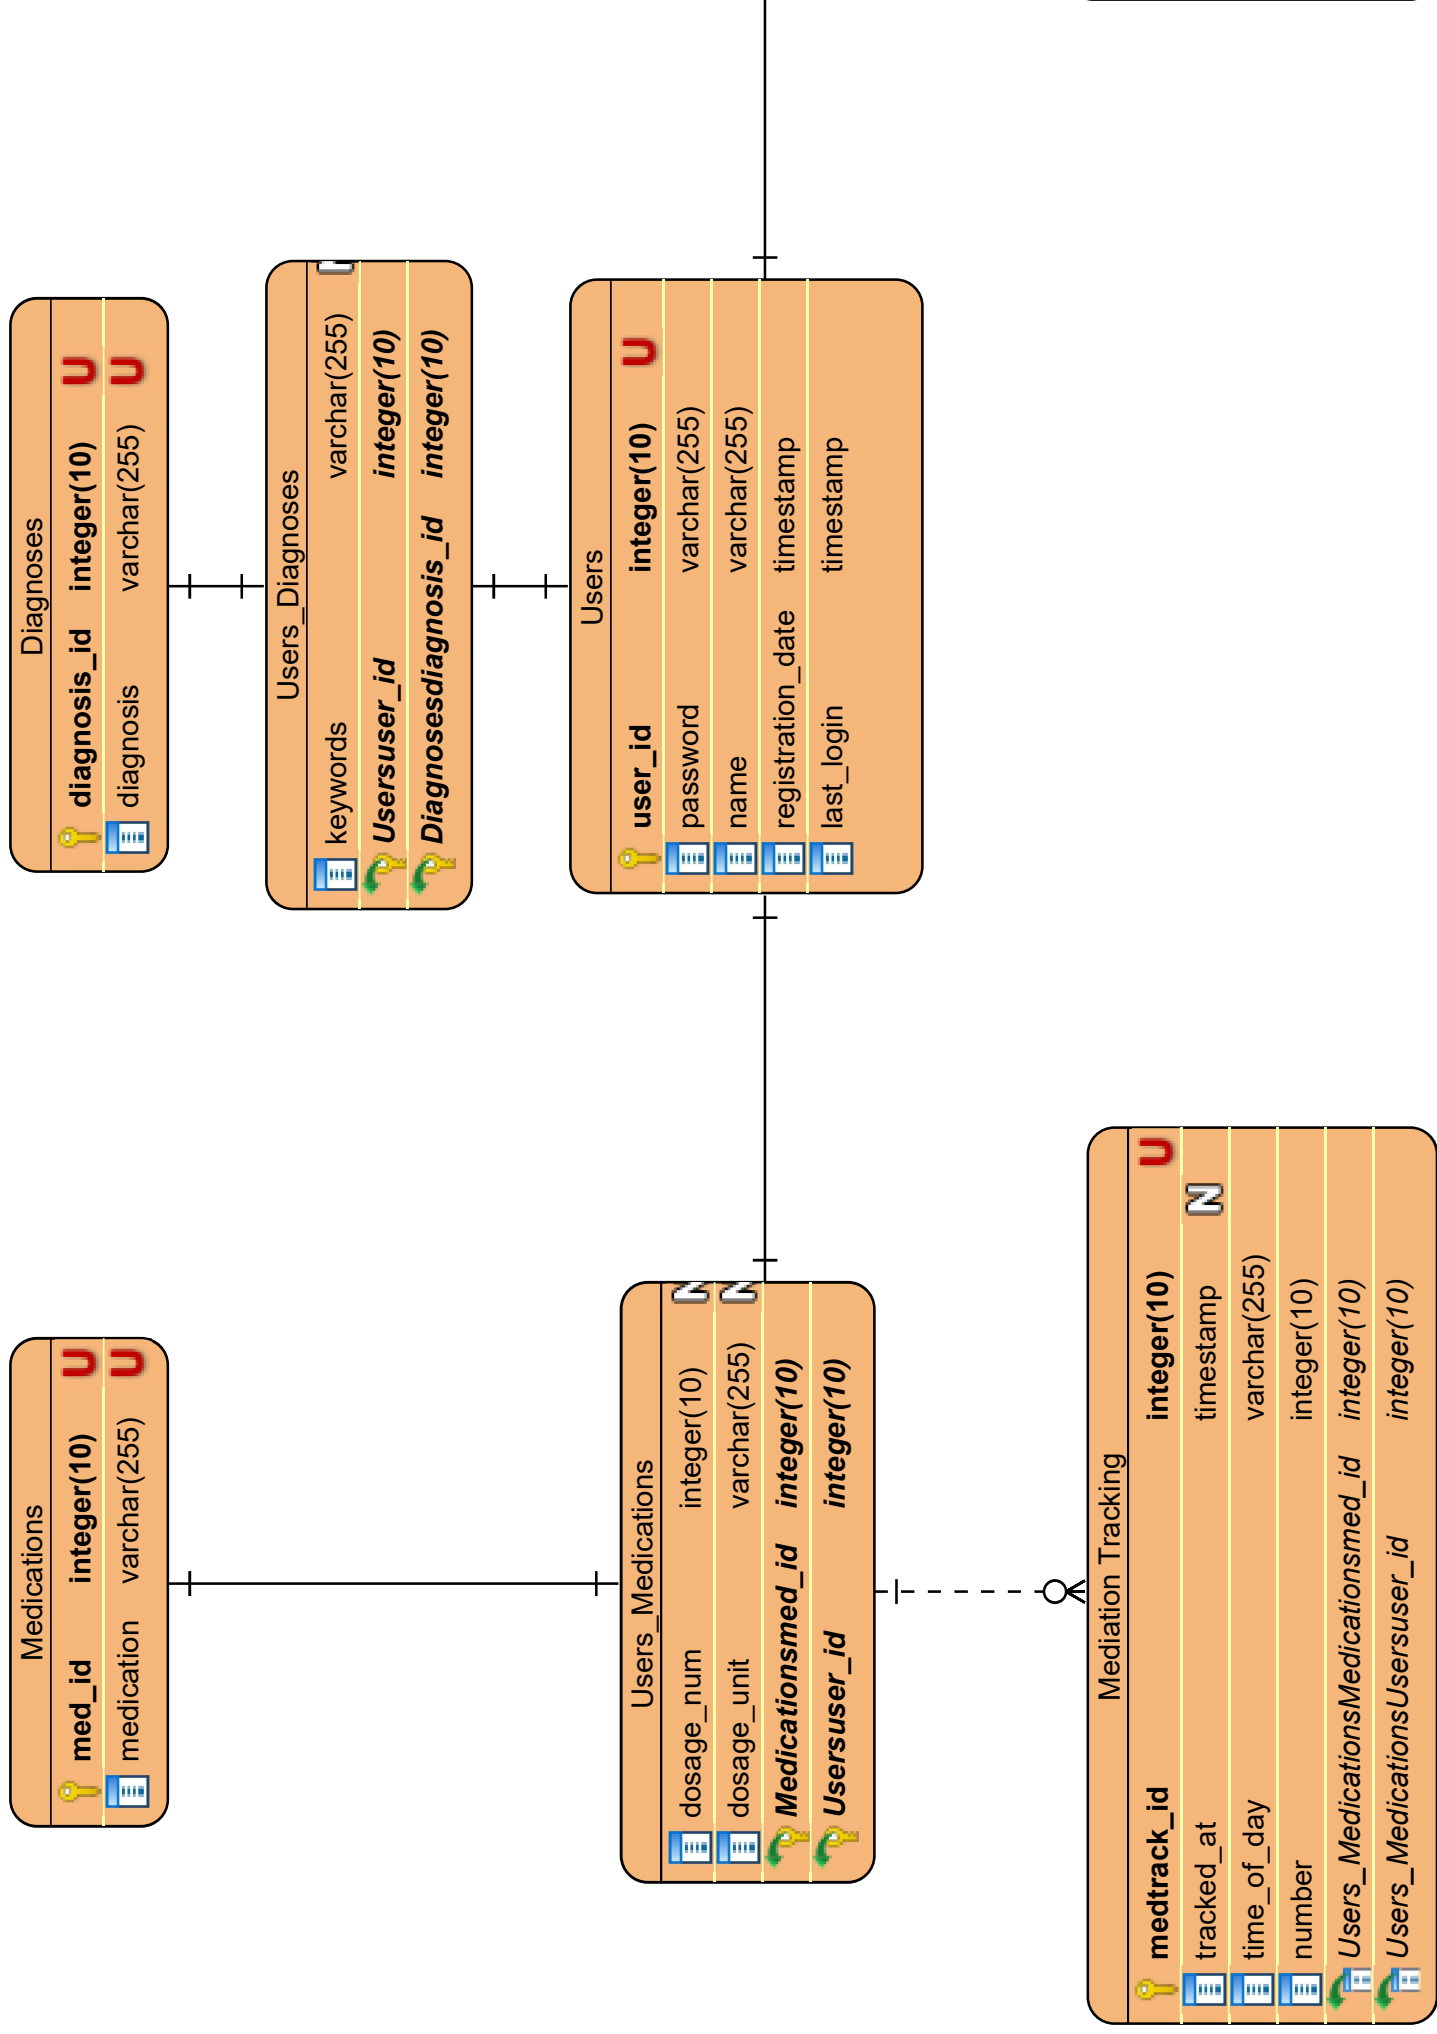 Medications
med_id integer(10) U
medication varchar(255) U
Diagnoses
diagnosis_id integer(10) U
diagnosis varchar(255) U
Users_Diagnoses
keywords varchar(255) N
Usersuser_id integer(10)
Diagnosesdiagnosis_id integer(10)
Users_Medications
dosage_num integer(10) N
dosage_unit varchar(255) N
Medicationsmed_id integer(10)
Usersuser_id integer(10)
Users
user_id integer(10) U
password varchar(255)
name varchar(255)
registration_date timestamp
last_login timestamp
Mediation Tracking
medtrack_id integer(10) U
tracked_at timestamp N
time_of_day varchar(255)
number integer(10)
Users_MedicationsMedicationsmed_id integer(10)
Users_MedicationsUsersuser_id integer(10)